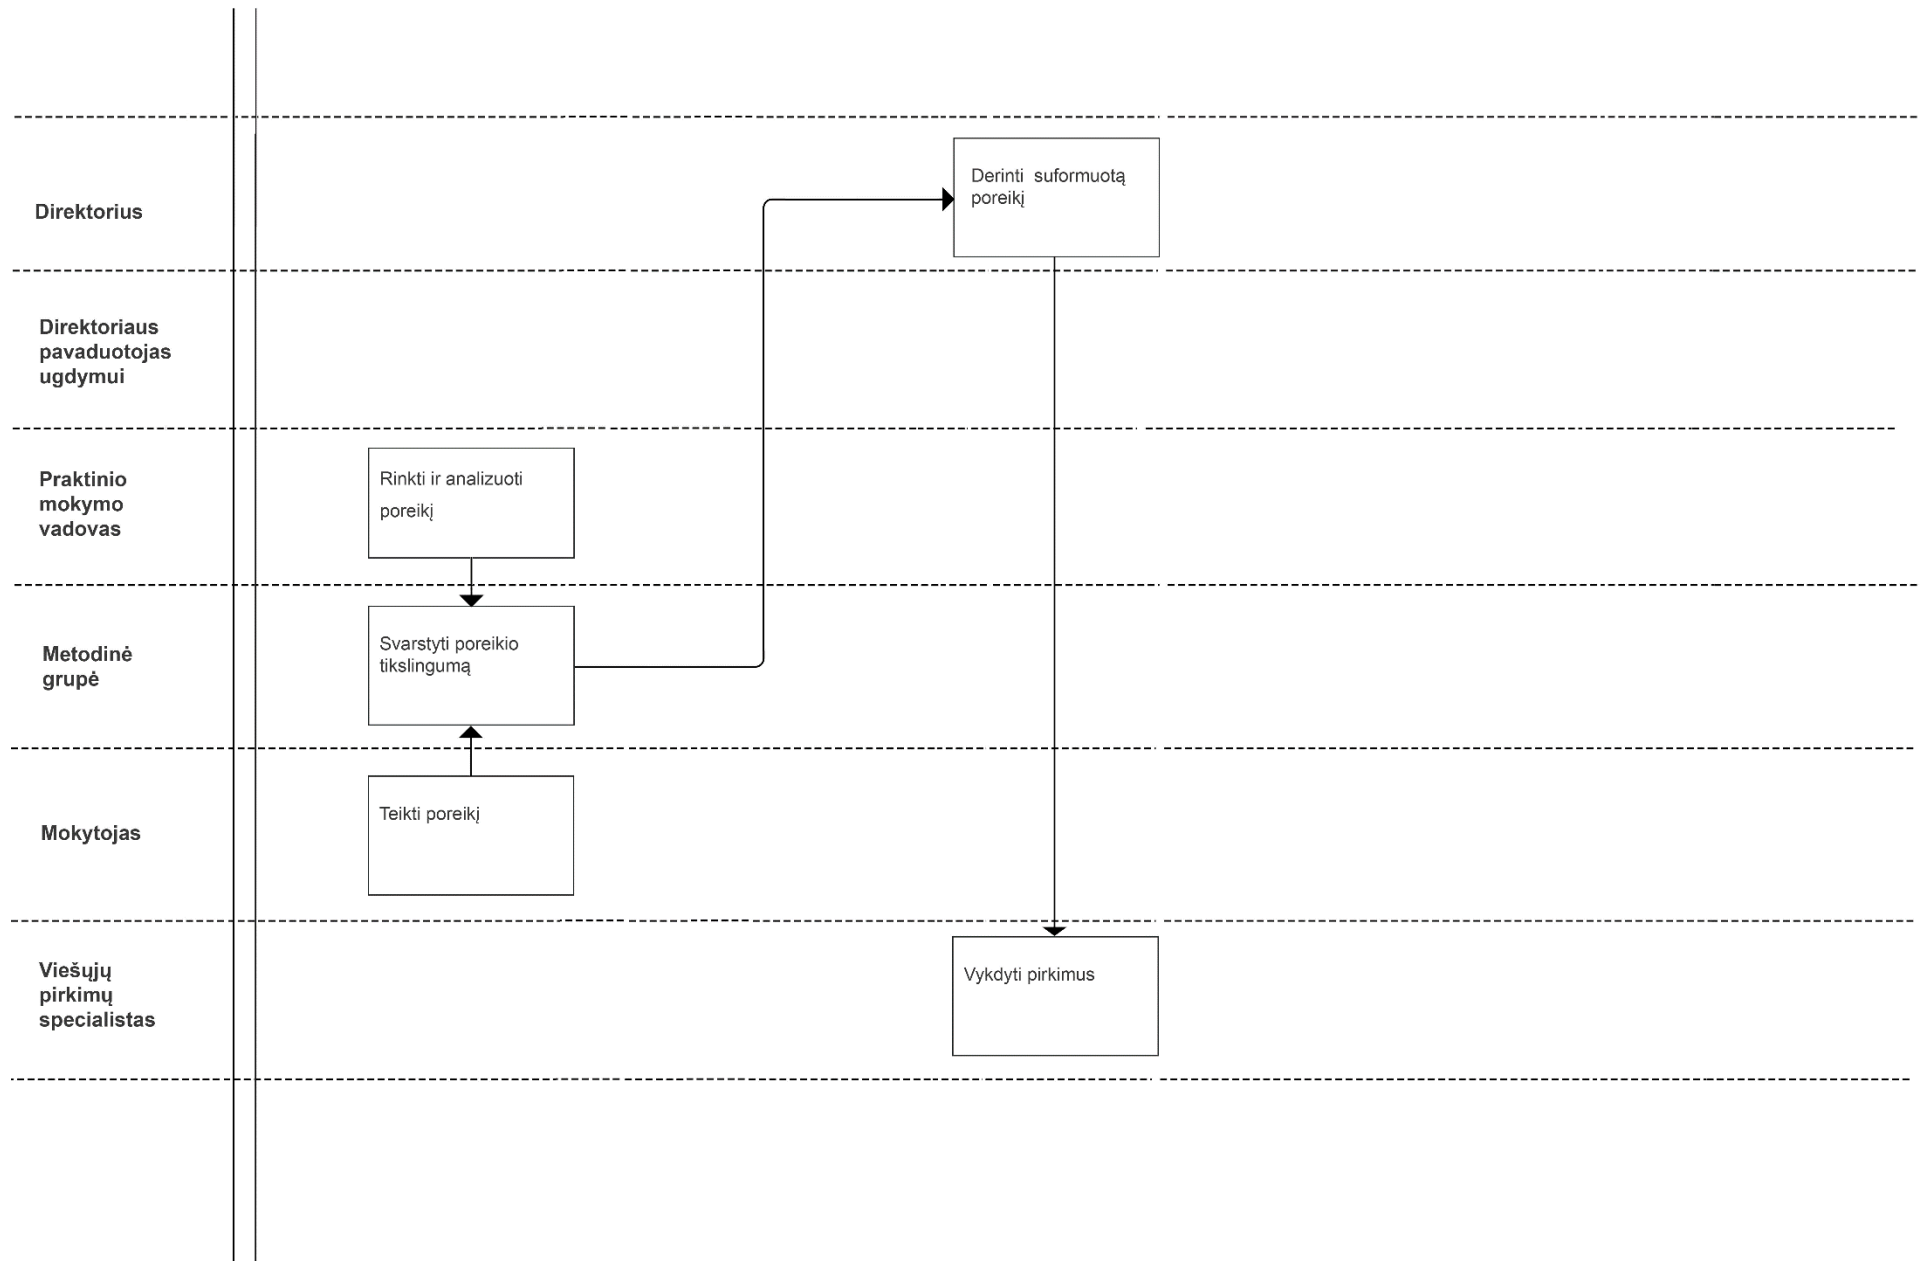 Derinti suformuotą
poreikį
Direktorius
Direktoriaus
pavaduotojas
ugdymui
Praktinio
mokymo
vadovas
Rinkti ir analizuoti
poreikį
Metodinė
grupė
Svarstyti poreikio
tikslingumą
Mokytojas
Teikti poreikį
Viešųjų
pirkimų
specialistas
Vykdyti pirkimus